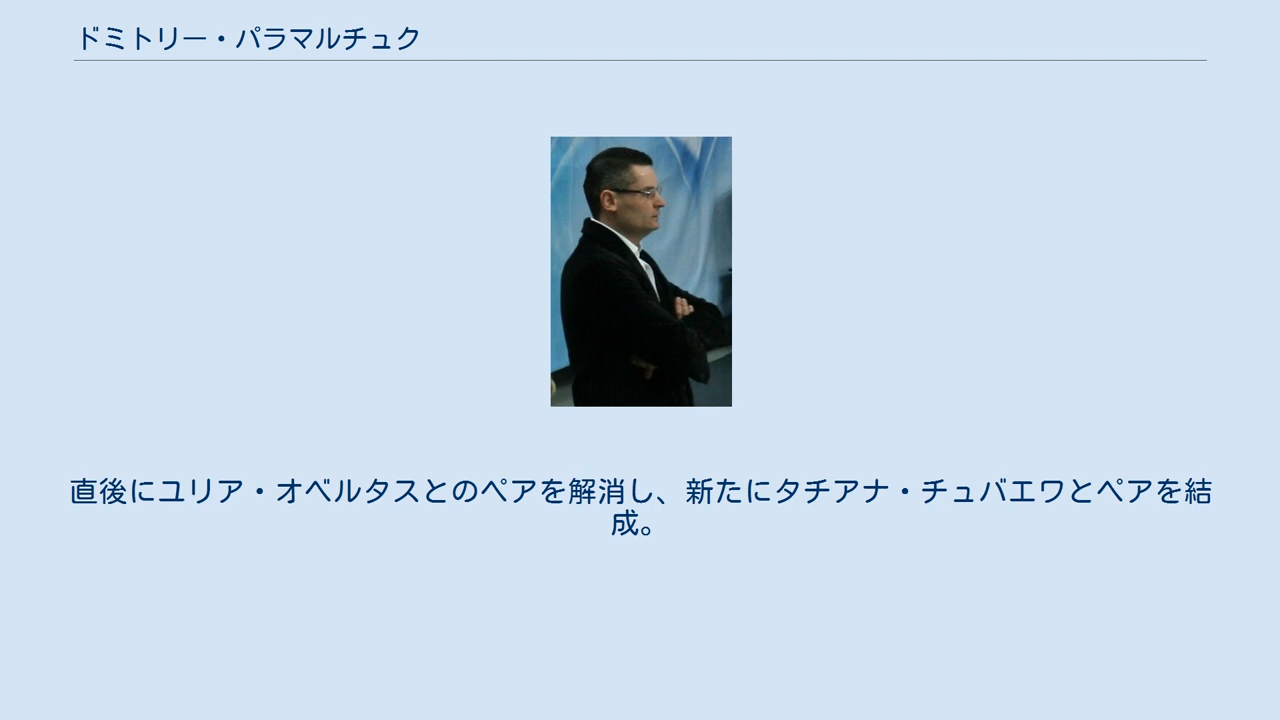 ドミトリー・パラマルチュク
直後にユリア・オベルタスとのペアを解消し、新たにタチアナ・チュバエワとペアを結
成。